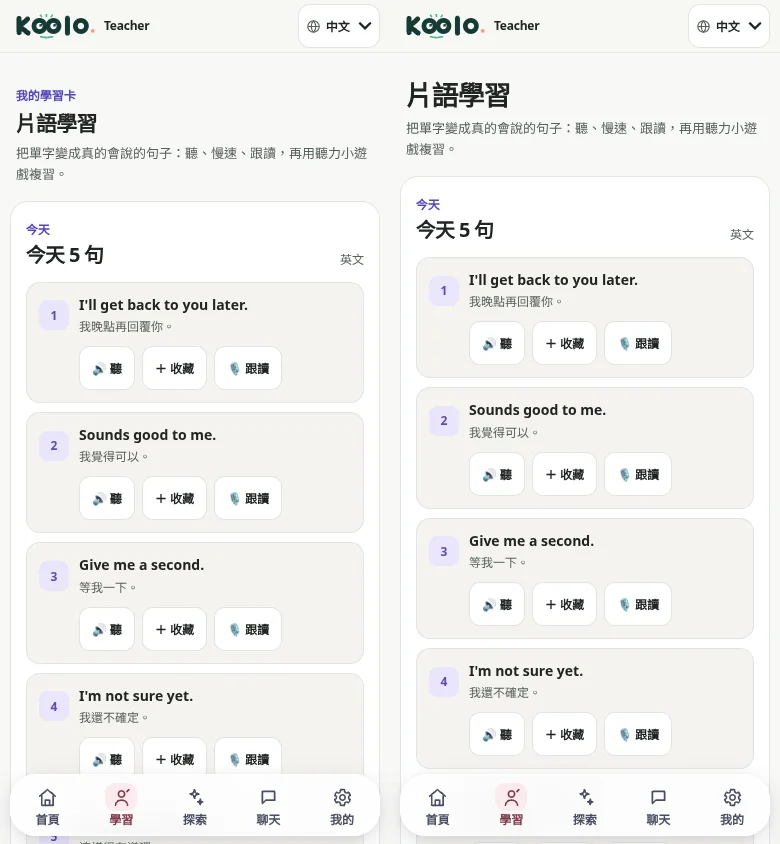 Koolo. Teacher
中文
我的學習卡
片語學習
把單字變成真的會說的句子：聽、慢速、跟讀，再用聽力小遊
戲複習。
今天
今天 5 句
英文
1
I'll get back to you later.
我晚點再回覆你。
聽
+ 收藏
跟讀
2
Sounds good to me.
我覺得可以。
聽
+ 收藏
跟讀
3
Give me a second.
等我一下。
聽
+ 收藏
跟讀
4
I'm not sure yet.
我還不確定。
聽
+ 收藏
跟讀
5
首頁
學習
探索
聊天
我的
Koolo. Teacher
中文
片語學習
把單字變成真的會說的句子：聽、慢速、跟讀，再用聽力小遊
戲複習。
今天
今天 5 句
英文
1
I'll get back to you later.
我晚點再回覆你。
聽
+ 收藏
跟讀
2
Sounds good to me.
我覺得可以。
聽
+ 收藏
跟讀
3
Give me a second.
等我一下。
聽
+ 收藏
跟讀
4
I'm not sure yet.
我還不確定。
聽
+ 收藏
跟讀
首頁
學習
探索
聊天
我的